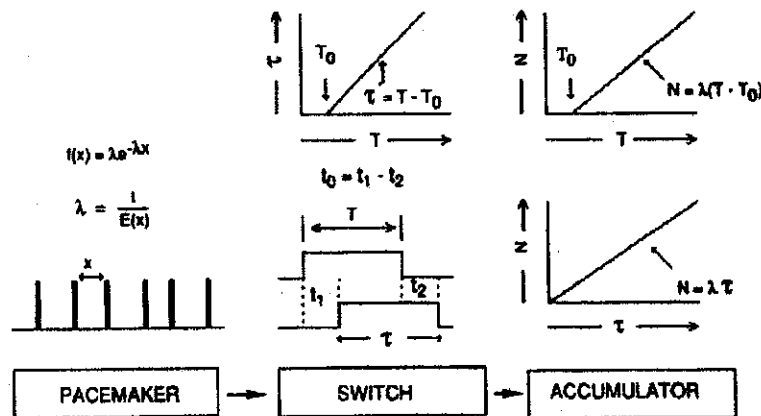 T₀
τ
τ = T - T₀
T
T₀
N
N = λ(T - T₀)
T
f(x) = λe^-λx
λ = 1/E(x)
x
t₀ = t₁ - t₂
T
t₁
t₂
τ
N
N = λτ
τ
PACEMAKER
SWITCH
ACCUMULATOR